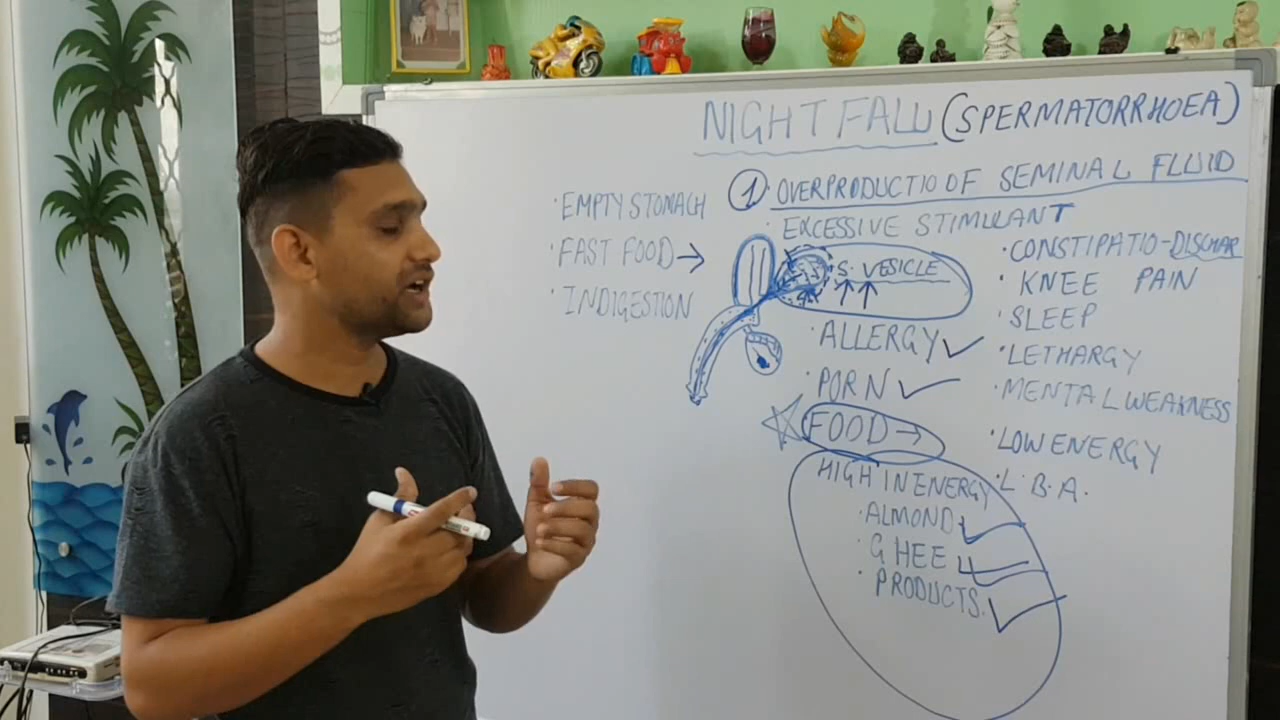 NIGHT FALL (SPERMATORRHOEA)
1. OVERPRODUCTIO OF SEMINAL FLUID
· EXCESSIVE STIMULANT
S. VESICLE
· ALLERGY
· PORN
FOOD →
HIGH IN ENERGY
· ALMOND
· GHEE
· PRODUCTS.
· EMPTY STOMACH
· FAST FOOD →
· INDIGESTION
· CONSTIPATIO - DISCHAR
· KNEE PAIN
· SLEEP
· LETHARGY
· MENTAL WEAKNESS
· LOW ENERGY
· L. B. A.